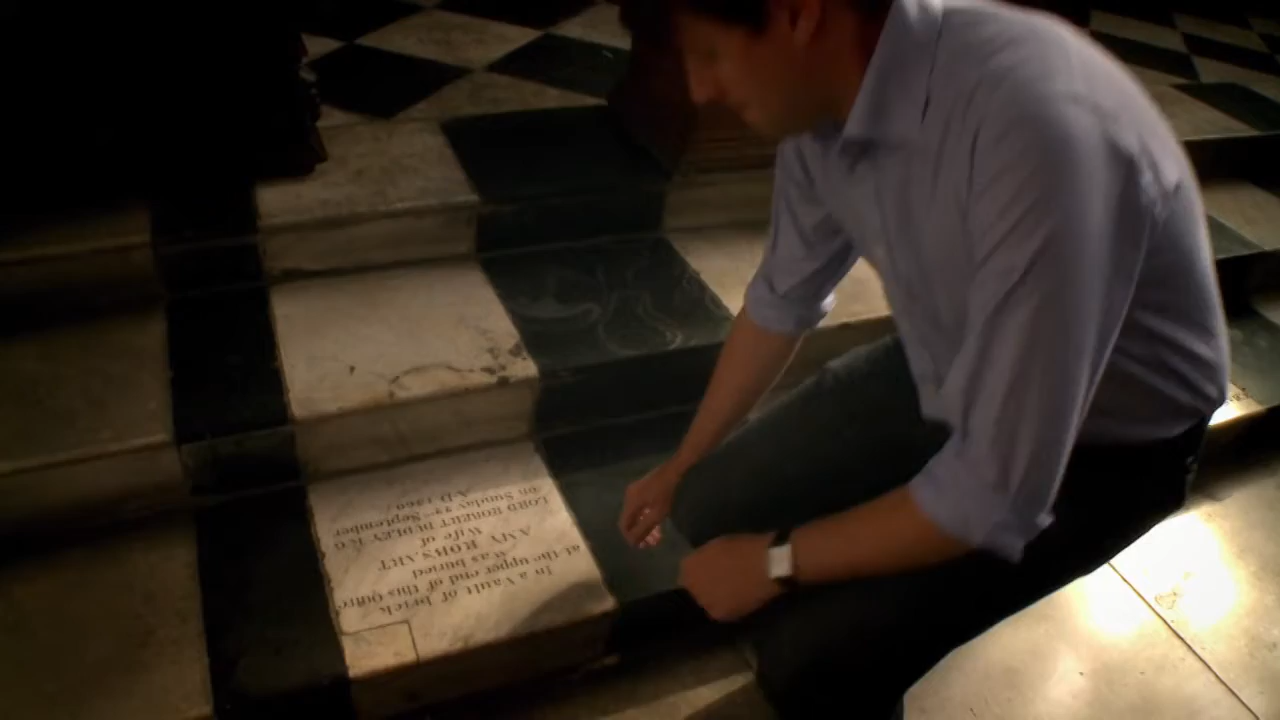 In a Vault of brick
at the upper end of this Quire
was buried
AMY ROBSART
Wife of
LORD ROBERT DUDLEY K.G.
on Sunday 22nd September
A.D 1560